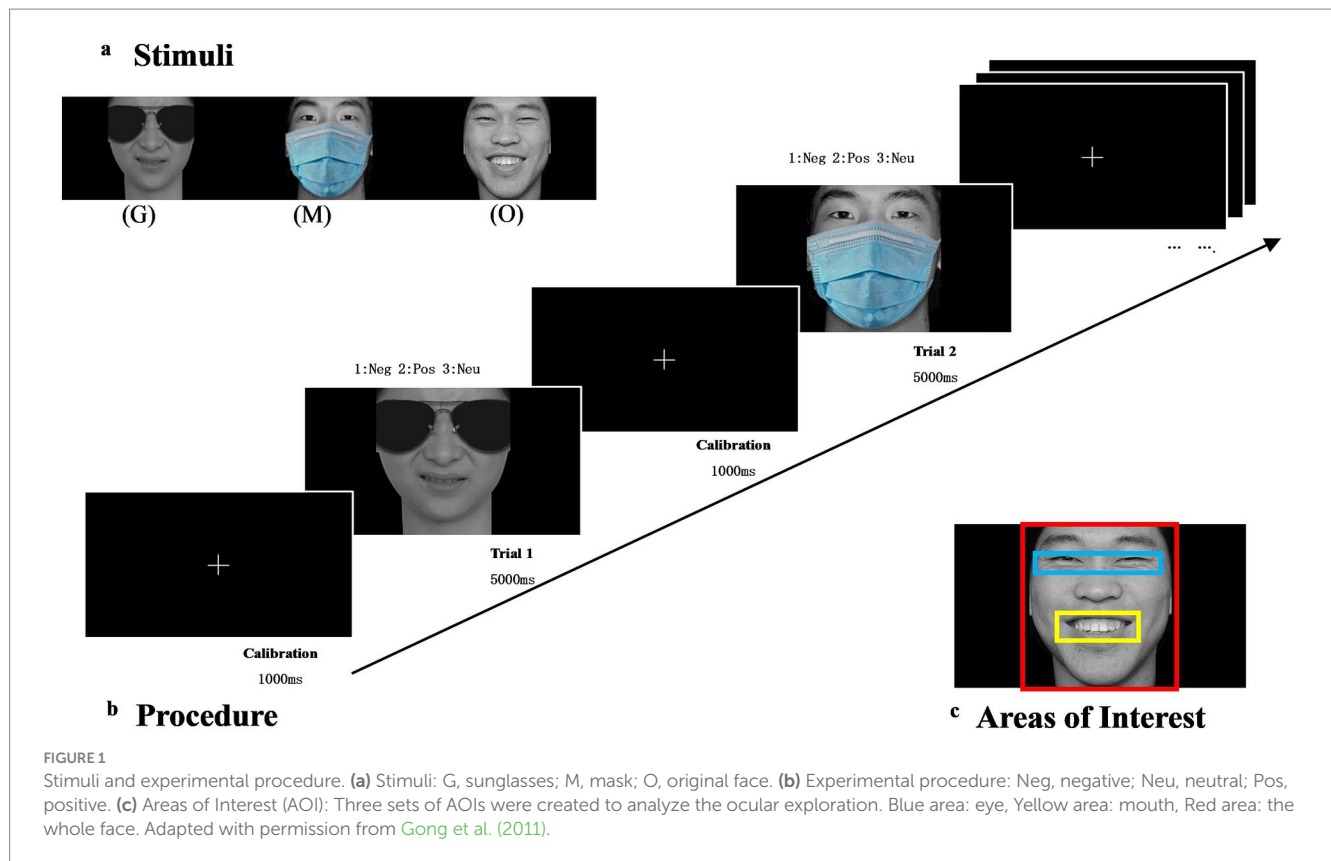 a Stimuli
(G) (M) (O)
1:Neg 2:Pos 3:Neu
... ...
Trial 2
5000ms
1:Neg 2:Pos 3:Neu
Calibration
1000ms
Trial 1
5000ms
Calibration
1000ms
b Procedure
c Areas of Interest
FIGURE 1
Stimuli and experimental procedure. (a) Stimuli: G, sunglasses; M, mask; O, original face. (b) Experimental procedure: Neg, negative; Neu, neutral; Pos,
positive. (c) Areas of Interest (AOI): Three sets of AOIs were created to analyze the ocular exploration. Blue area: eye, Yellow area: mouth, Red area: the
whole face. Adapted with permission from Gong et al. (2011).